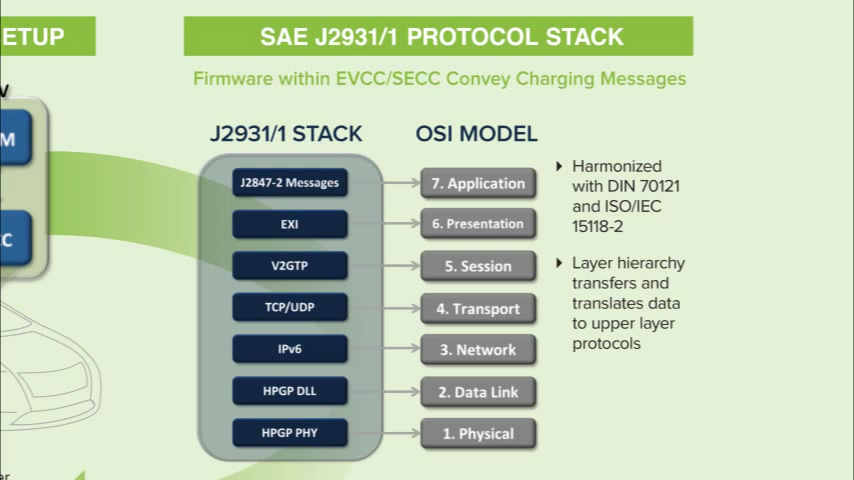 ETUP
SAE J2931/1 PROTOCOL STACK
Firmware within EVCC/SECC Convey Charging Messages
V
M
C
J2931/1 STACK
OSI MODEL
J2847-2 Messages
7. Application
EXI
6. Presentation
V2GTP
5. Session
TCP/UDP
4. Transport
IPv6
3. Network
HPGP DLL
2. Data Link
HPGP PHY
1. Physical
Harmonized
with DIN 70121
and ISO/IEC
15118-2
Layer hierarchy
transfers and
translates data
to upper layer
protocols
er